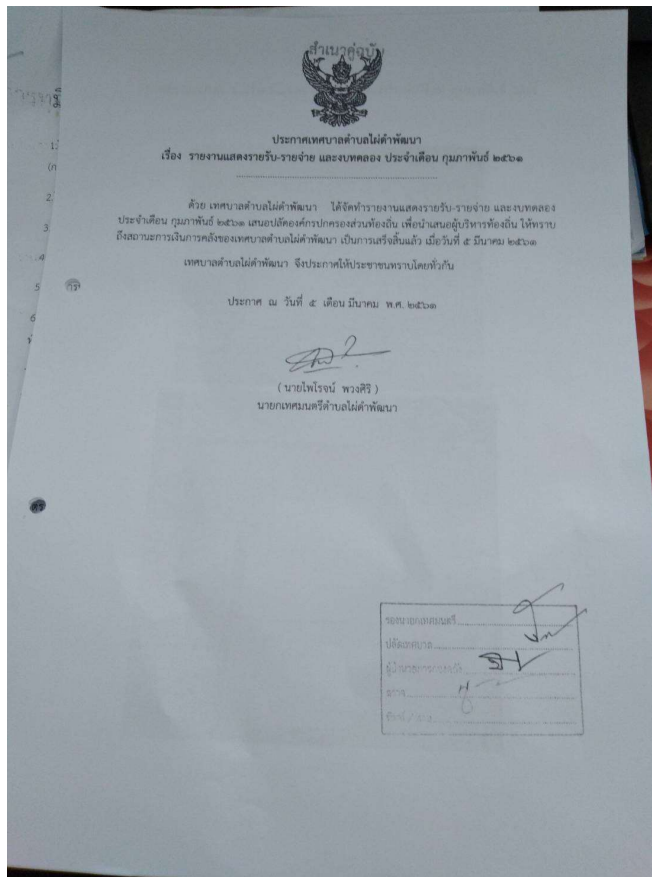 สำเนาคู่ฉบับ
ประกาศเทศบาลตำบลไผ่ดำพัฒนา
เรื่อง รายงานแสดงรายรับ-รายจ่าย และงบทดลอง ประจำเดือน กุมภาพันธ์ ๒๕๖๑
ด้วย เทศบาลตำบลไผ่ดำพัฒนา ได้จัดทำรายงานแสดงรายรับ-รายจ่าย และงบทดลอง
ประจำเดือน กุมภาพันธ์ ๒๕๖๑ เสนอปลัดองค์กรปกครองส่วนท้องถิ่น เพื่อนำเสนอผู้บริหารท้องถิ่น ให้ทราบ
ถึงสถานะการเงินการคลังของเทศบาลตำบลไผ่ดำพัฒนา เป็นการเสร็จสิ้นแล้ว เมื่อวันที่ ๕ มีนาคม ๒๕๖๑
เทศบาลตำบลไผ่ดำพัฒนา จึงประกาศให้ประชาชนทราบโดยทั่วกัน
ประกาศ ณ วันที่ ๕ เดือน มีนาคม พ.ศ. ๒๕๖๑
( นายไพโรจน์ พวงศิริ )
นายกเทศมนตรีตำบลไผ่ดำพัฒนา
รองนายกเทศมนตรี
ปลัดเทศบาล